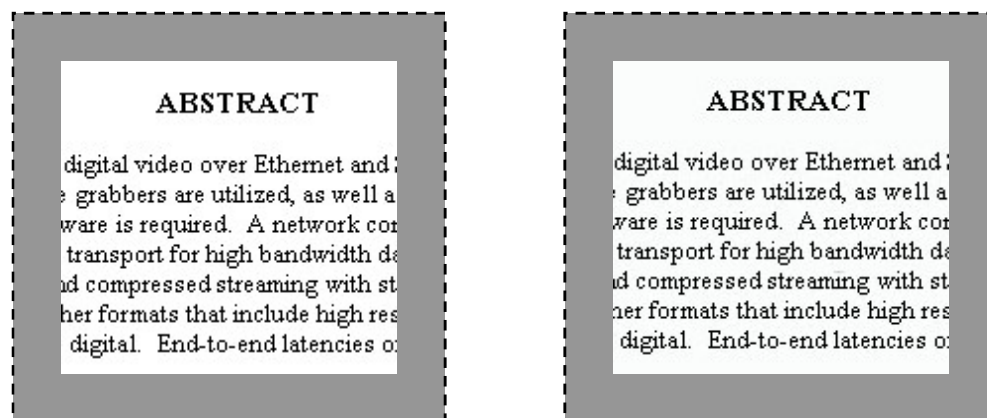 ABSTRACT
digital video over Ethernet and
grabbers are utilized, as well a
ware is required. A network con
transport for high bandwidth da
nd compressed streaming with st
her formats that include high res
digital. End-to-end latencies o
ABSTRACT
digital video over Ethernet and
grabbers are utilized, as well a
ware is required. A network con
transport for high bandwidth da
nd compressed streaming with st
her formats that include high res
digital. End-to-end latencies o